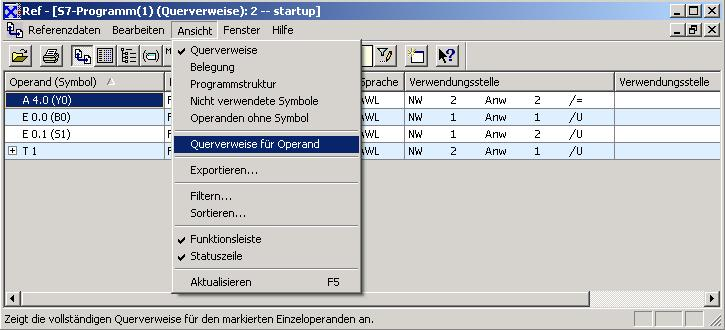 Ref - [S7-Programm(1) (Querverweise): 2 -- startup]
Referenzdaten Bearbeiten Ansicht Fenster Hilfe
Querverweise
Belegung
Programmstruktur
Nicht verwendete Symbole
Operanden ohne Symbol
Querverweise für Operand
Exportieren...
Filtern...
Sortieren...
Funktionsleiste
Statuszeile
Aktualisieren F5
Operand (Symbol) Verwendungsstelle Verwendungsstelle
A 4.0 (Y0) AWL NW 2 Anw 2 /=
E 0.0 (B0) AWL NW 1 Anw 1 /U
E 0.1 (S1) AWL NW 1 Anw 2 /U
T 1 AWL NW 2 Anw 1 /U
Zeigt die vollständigen Querverweise für den markierten Einzeloperanden an.